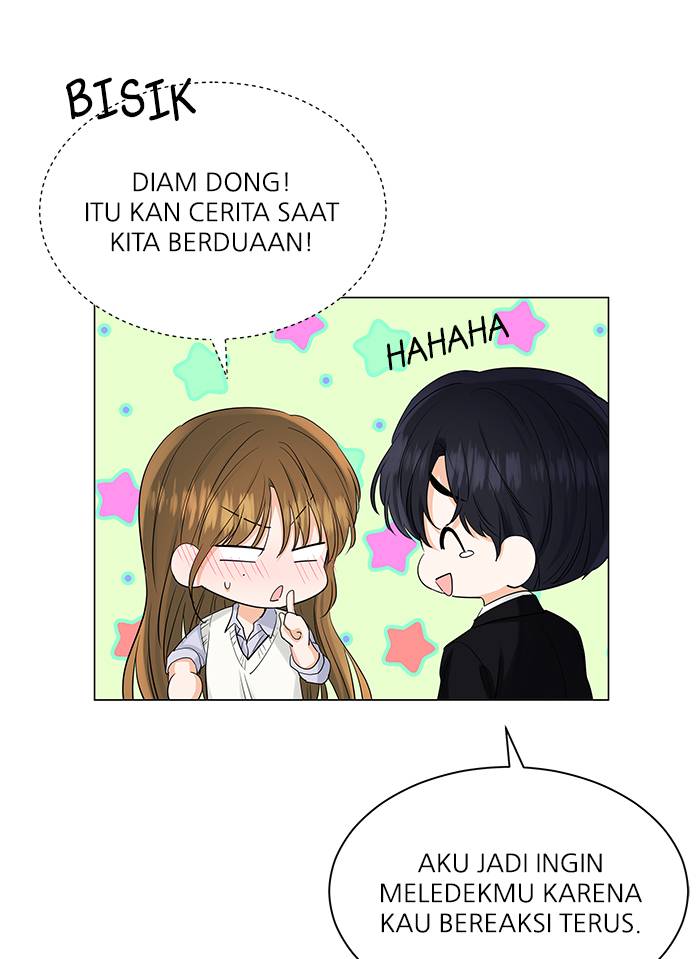 BISIK
DIAM DONG!
ITU KAN CERITA SAAT
KITA BERDUAAN!
HAHAHA
AKU JADI INGIN
MELEDEKMU KARENA
KAU BEREAKSI TERUS.